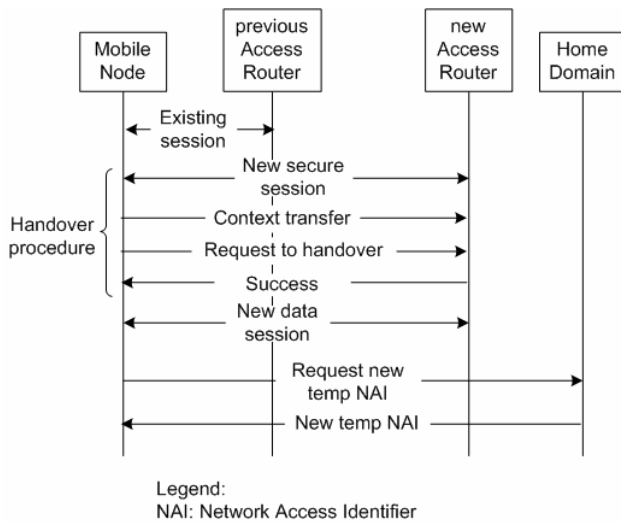 Mobile
Node
previous
Access
Router
new
Access
Router
Home
Domain
Existing
session
New secure
session
Handover
procedure
Context transfer
Request to handover
Success
New data
session
Request new
temp NAI
New temp NAI
Legend:
NAI: Network Access Identifier